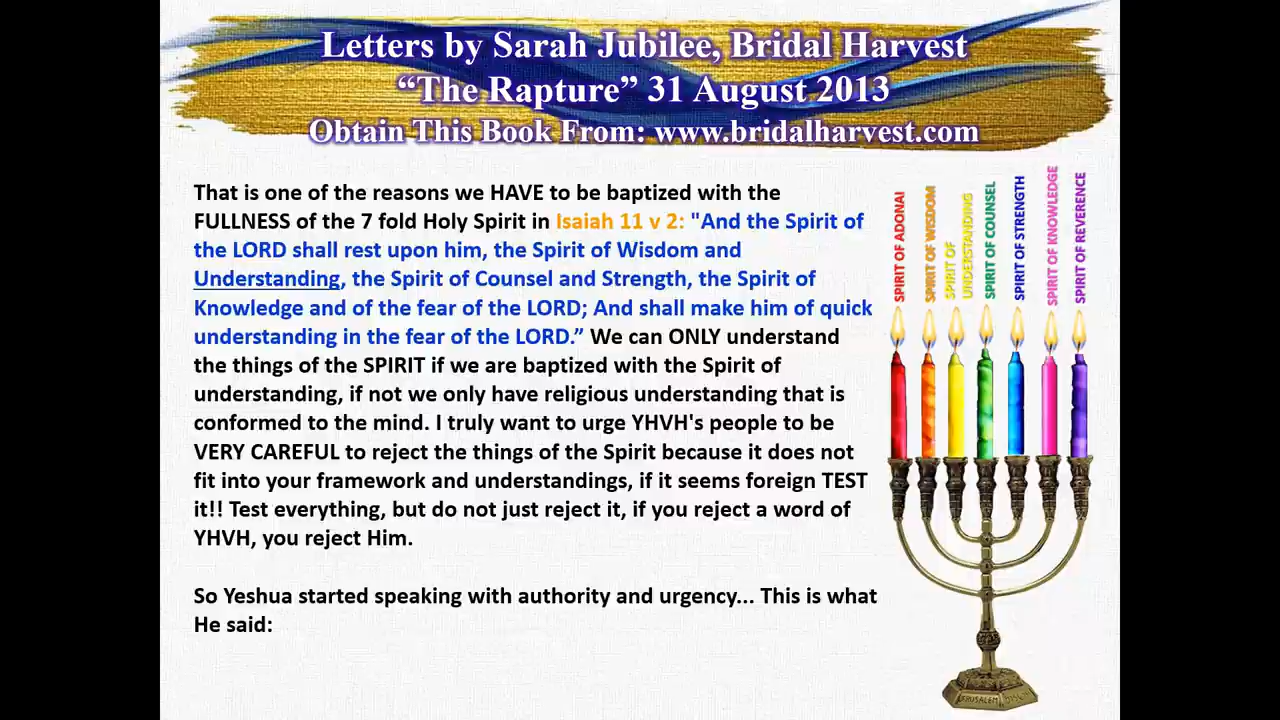 Letters by Sarah Jubilee, Bridal Harvest
“The Rapture” 31 August 2013
Obtain This Book From: www.bridalharvest.com
That is one of the reasons we HAVE to be baptized with the
FULLNESS of the 7 fold Holy Spirit in Isaiah 11 v 2: "And the Spirit of
the LORD shall rest upon him, the Spirit of Wisdom and
Understanding, the Spirit of Counsel and Strength, the Spirit of
Knowledge and of the fear of the LORD; And shall make him of quick
understanding in the fear of the LORD.” We can ONLY understand
the things of the SPIRIT if we are baptized with the Spirit of
understanding, if not we only have religious understanding that is
conformed to the mind. I truly want to urge YHVH's people to be
VERY CAREFUL to reject the things of the Spirit because it does not
fit into your framework and understandings, if it seems foreign TEST
it!! Test everything, but do not just reject it, if you reject a word of
YHVH, you reject Him.
So Yeshua started speaking with authority and urgency... This is what
He said:
SPIRIT OF ADONAI
SPIRIT OF WISDOM
SPIRIT OF
UNDERSTANDING
SPIRIT OF COUNSEL
SPIRIT OF STRENGTH
SPIRIT OF KNOWLEDGE
SPIRIT OF REVERENCE
JERUSALEM